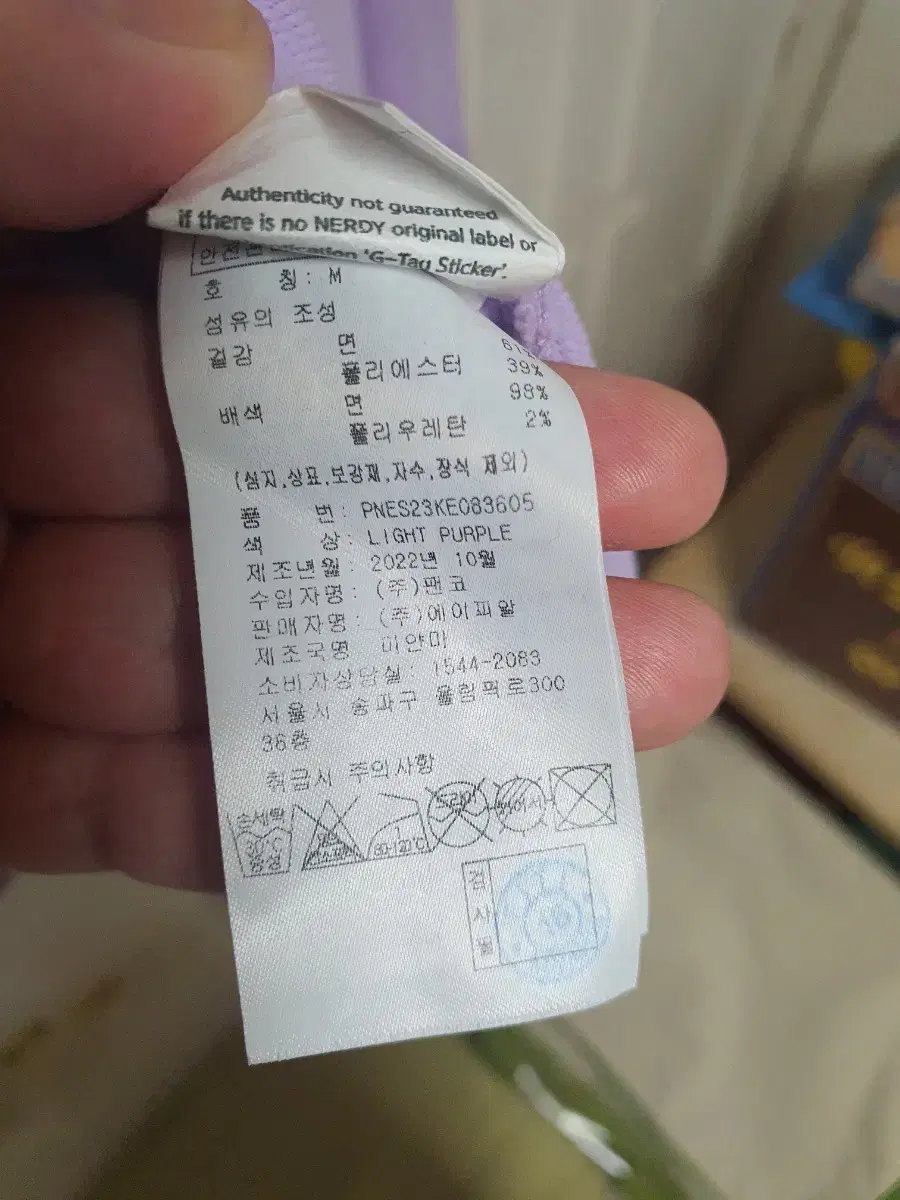 Authenticity not guaranteed
if there is no NERDY original label or
'G-Tag Sticker'.
호 칭: M
섬유의 조성
겉감 면 61%
폴리에스터 39%
배색 면 98%
폴리우레탄 2%
(심지,상표,보강재,자수,장식 제외)
품 번: PNES23KE083605
색 상: LIGHT PURPLE
제조년월: 2022년 10월
수입자명: (주)팬코
판매자명: (주)에이피알
제조국명 미얀마
소비자상담실: 1544-2083
서울시 송파구 올림픽로300
36층
취급시 주의사항
손세탁
드라이
검사필